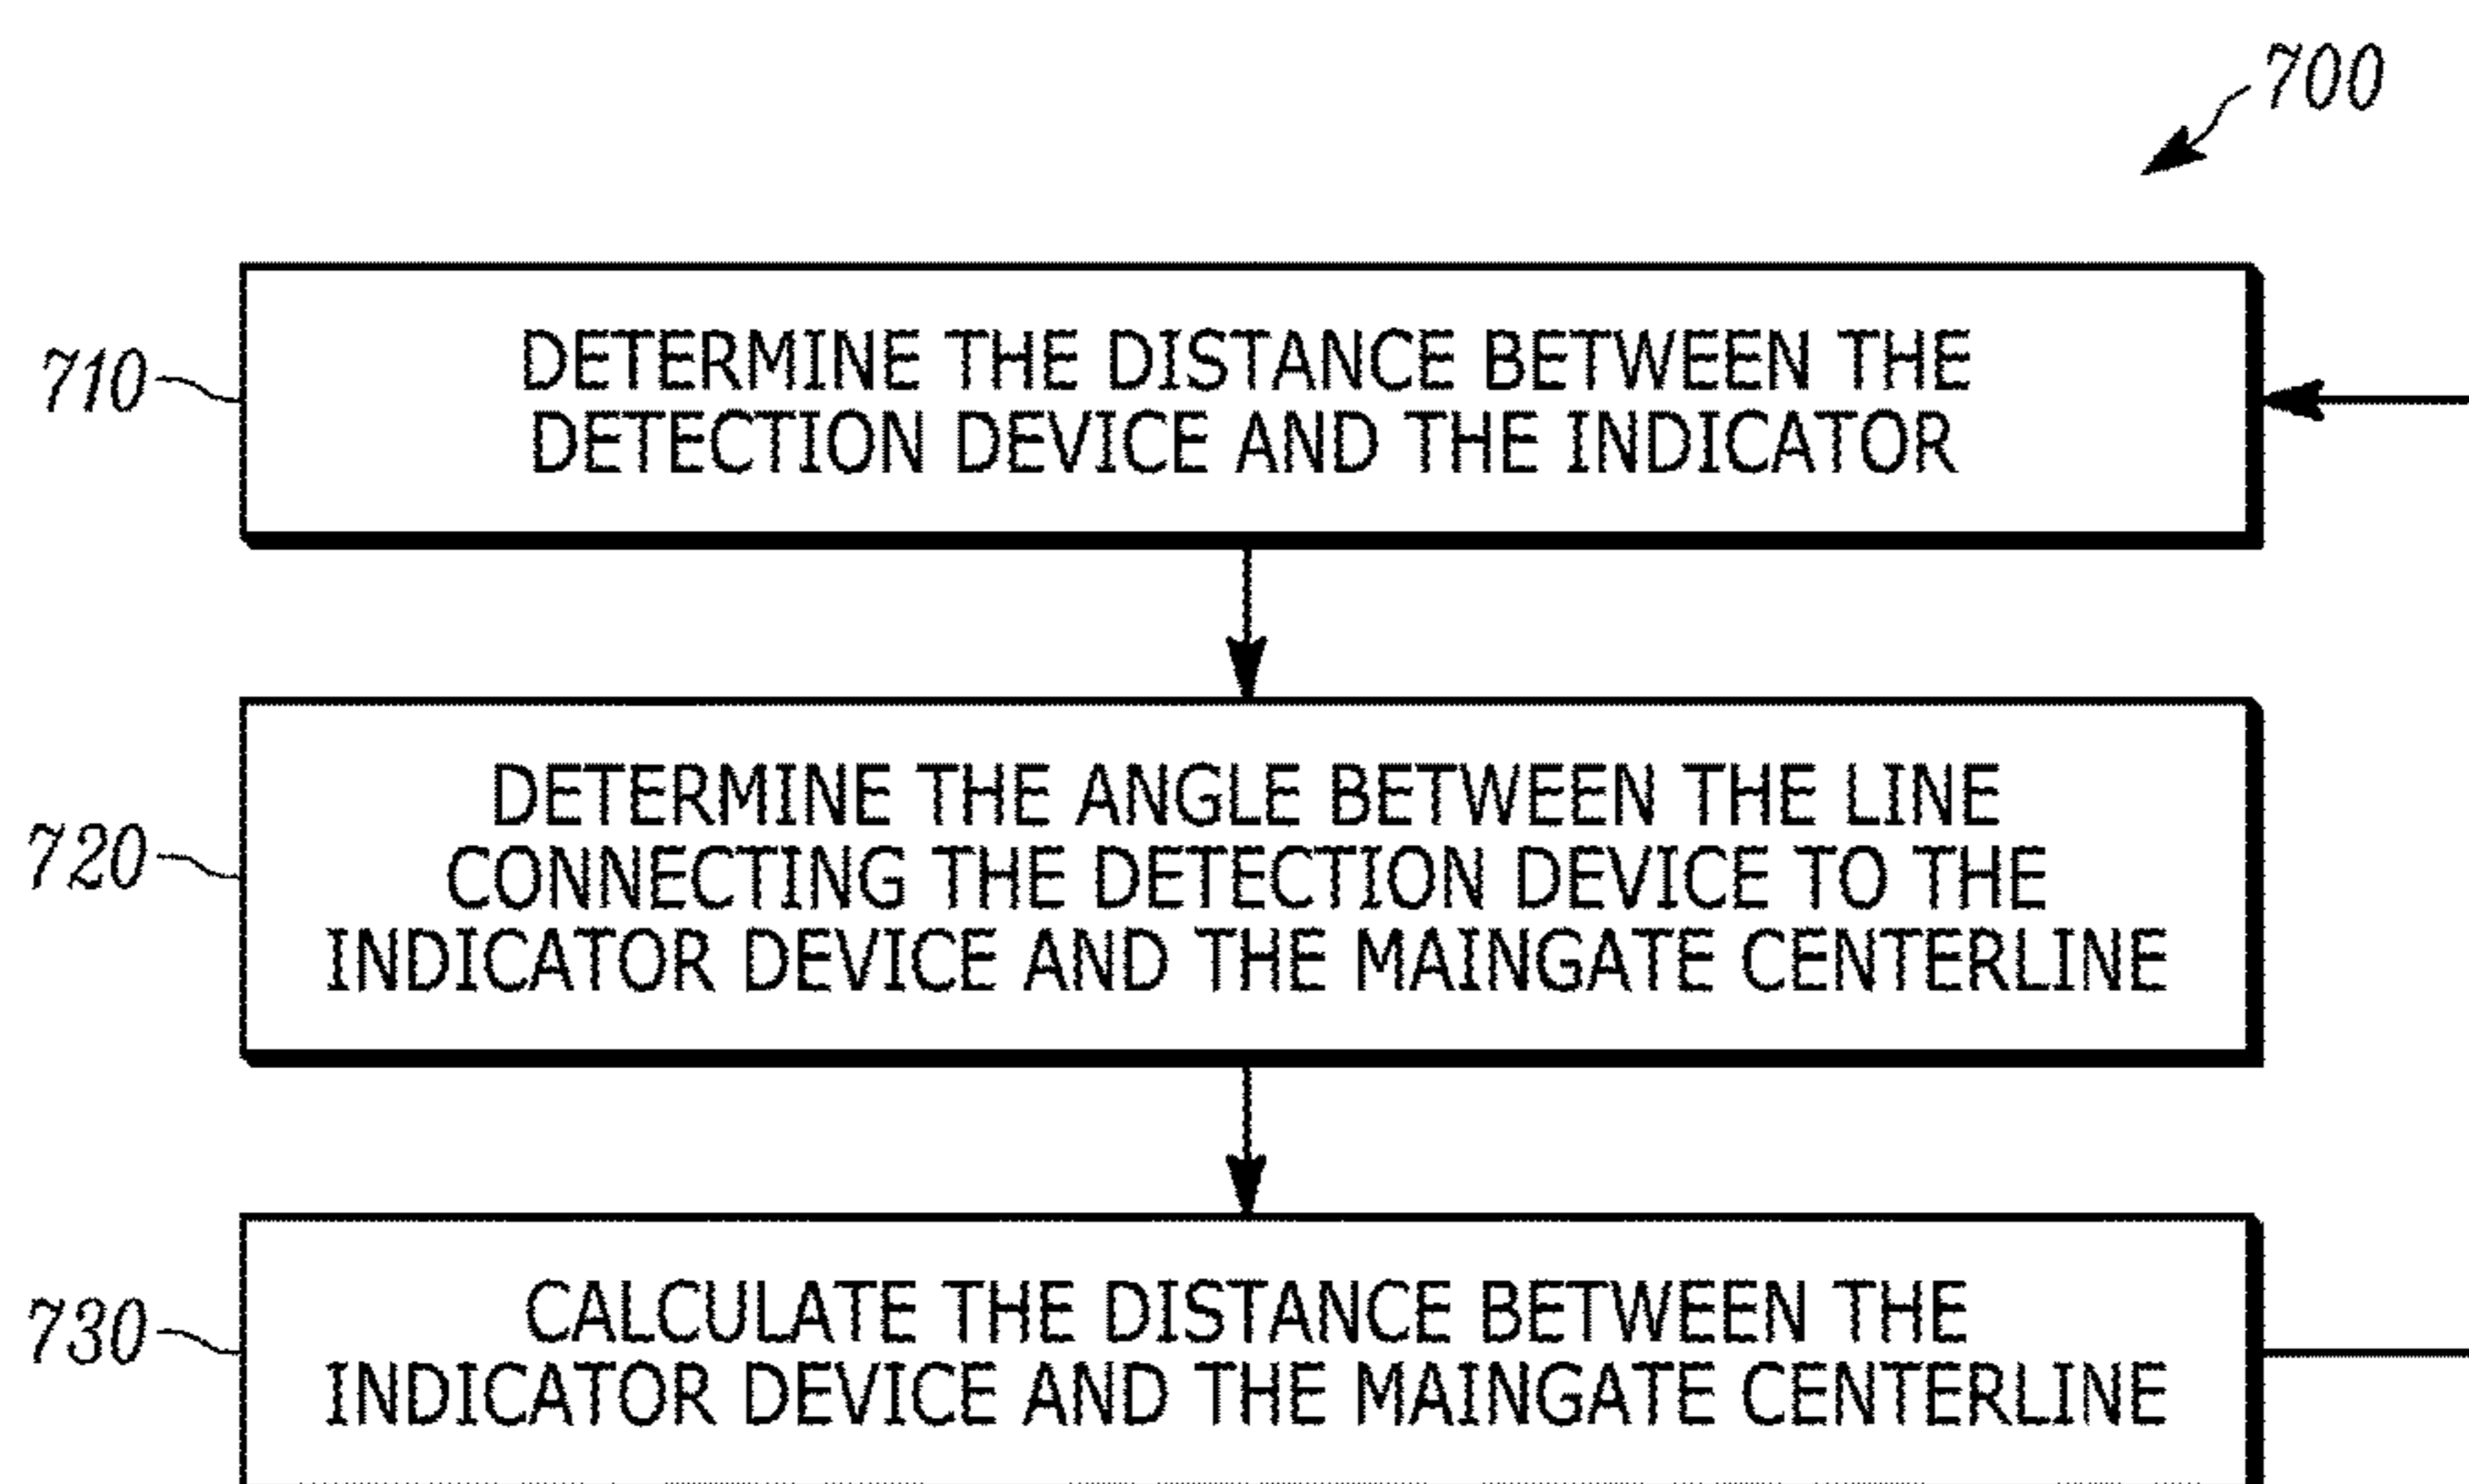 700
710
DETERMINE THE DISTANCE BETWEEN THE
DETECTION DEVICE AND THE INDICATOR
720
DETERMINE THE ANGLE BETWEEN THE LINE
CONNECTING THE DETECTION DEVICE TO THE
INDICATOR DEVICE AND THE MAINGATE CENTERLINE
730
CALCULATE THE DISTANCE BETWEEN THE
INDICATOR DEVICE AND THE MAINGATE CENTERLINE